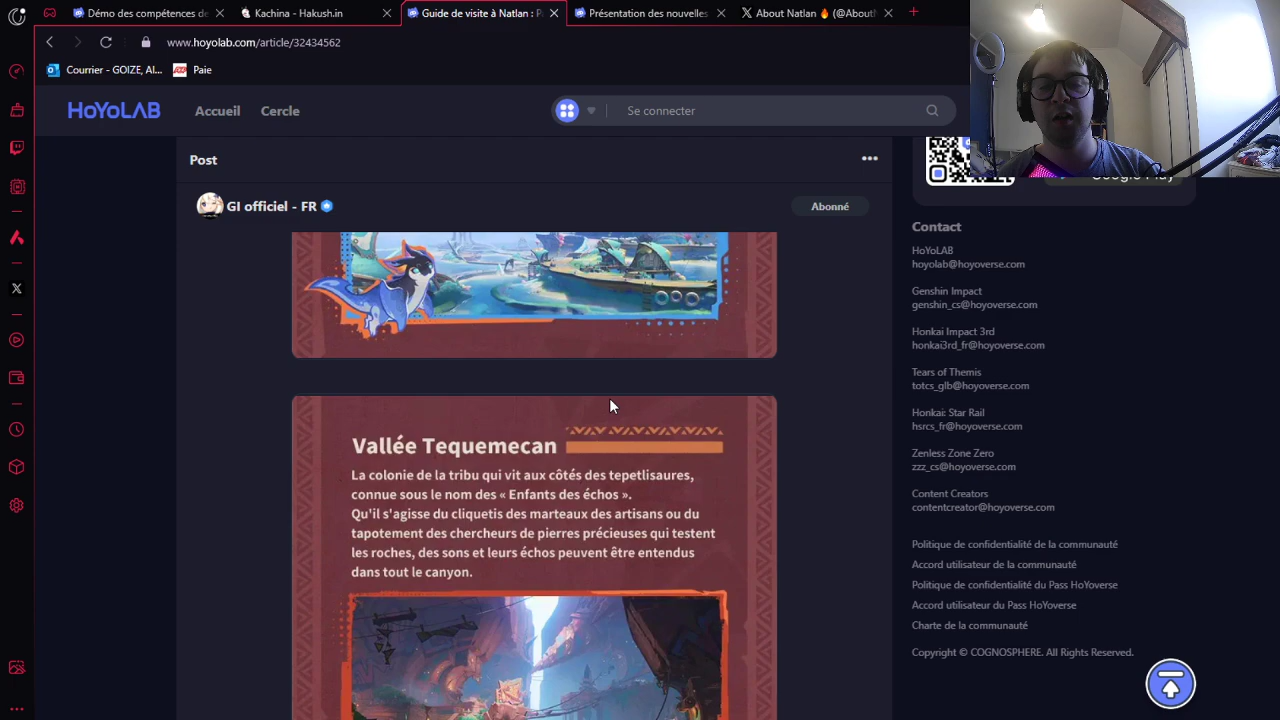 Démo des compétences de
Kachina - Hakush.in
Guide de visite à Natlan : P
Présentation des nouvelles
About Natlan 🔥 (@AboutN
www.hoyolab.com/article/32434562
Courrier - GOIZE, Al...
Paie
HoYoLAB
Accueil
Cercle
Se connecter
Post
GI officiel - FR
Abonné
Vallée Tequemecan
La colonie de la tribu qui vit aux côtés des tepetlisaures,
connue sous le nom des « Enfants des échos ».
Qu'il s'agisse du cliquetis des marteaux des artisans ou du
tapotement des chercheurs de pierres précieuses qui testent
les roches, des sons et leurs échos peuvent être entendus
dans tout le canyon.
Google Play
Contact
HoYoLAB
hoyolab@hoyoverse.com
Genshin Impact
genshin_cs@hoyoverse.com
Honkai Impact 3rd
honkai3rd_fr@hoyoverse.com
Tears of Themis
totcs_glb@hoyoverse.com
Honkai: Star Rail
hsrcs_fr@hoyoverse.com
Zenless Zone Zero
zzz_cs@hoyoverse.com
Content Creators
contentcreator@hoyoverse.com
Politique de confidentialité de la communauté
Accord utilisateur de la communauté
Politique de confidentialité du Pass HoYoverse
Accord utilisateur du Pass HoYoverse
Charte de la communauté
Copyright © COGNOSPHERE. All Rights Reserved.